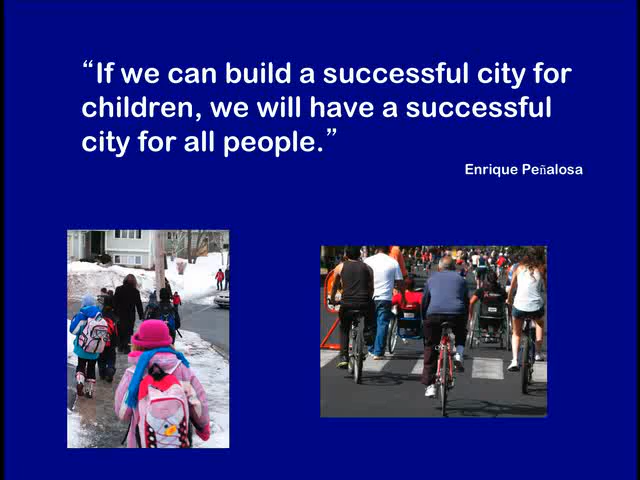 “If we can build a successful city for
children, we will have a successful
city for all people.”
Enrique Peñalosa